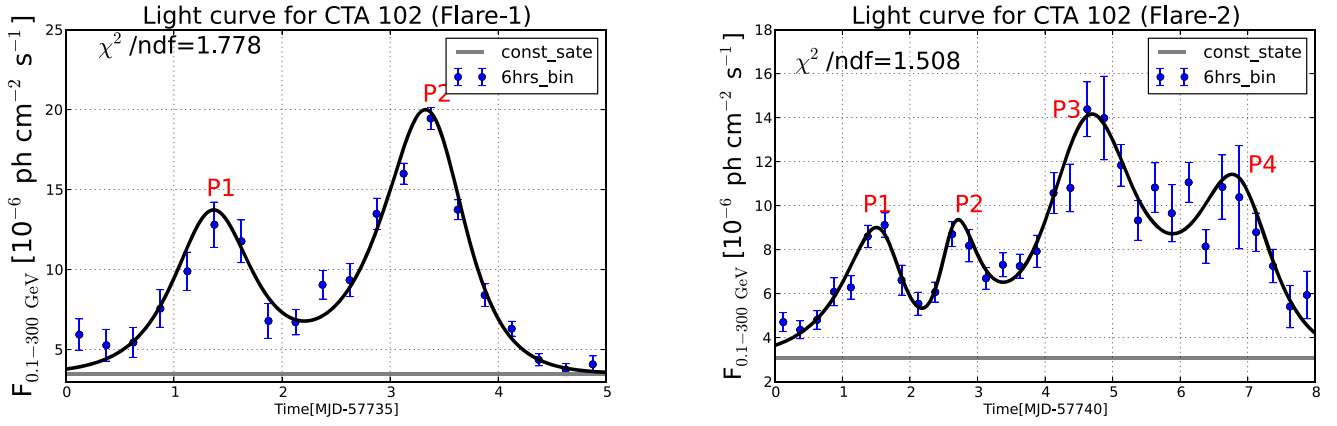 Light curve for CTA 102 (Flare-1)
χ² /ndf=1.778
const_sate
6hrs_bin
P1
P2
25
20
15
10
5
0 1 2 3 4 5
F0.1−300 GeV [10⁻⁶ ph cm⁻² s⁻¹]
Time[MJD-57735]
Light curve for CTA 102 (Flare-2)
χ² /ndf=1.508
const_state
6hrs_bin
P1
P2
P3
P4
18
16
14
12
10
8
6
4
2
0 1 2 3 4 5 6 7 8
F0.1−300 GeV [10⁻⁶ ph cm⁻² s⁻¹]
Time[MJD-57740]